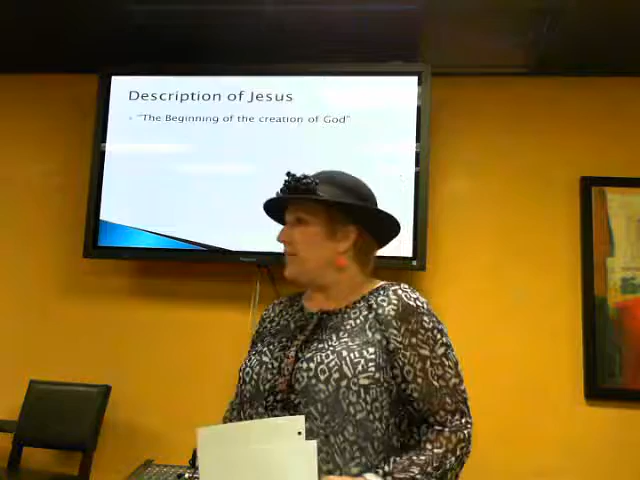 Description of Jesus
"The Beginning of the creation of God"